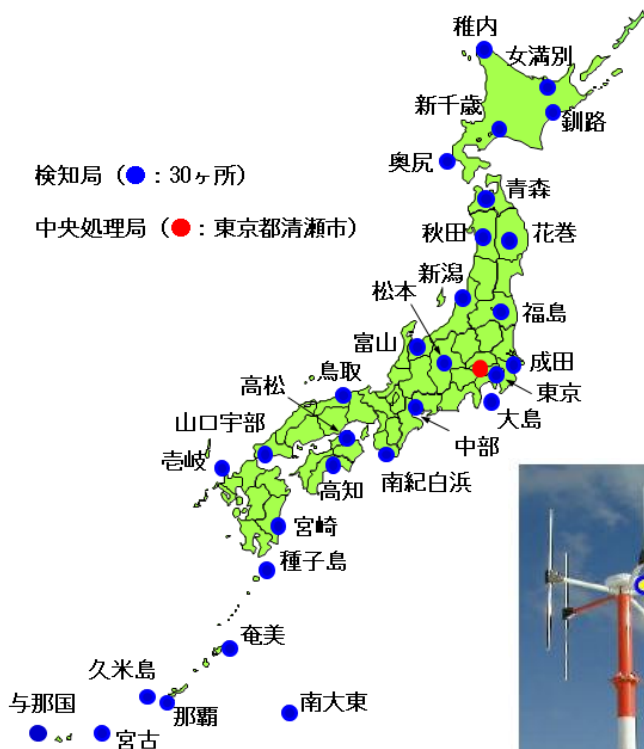 稚内
女満別
新千歳
釧路
奥尻
検知局（●：30ヶ所）
中央処理局（●：東京都清瀬市）
青森
秋田
花巻
新潟
松本
福島
富山
成田
鳥取
東京
高松
大島
山口宇部
中部
壱岐
高知
南紀白浜
宮崎
種子島
奄美
久米島
那覇
南大東
与那国
宮古